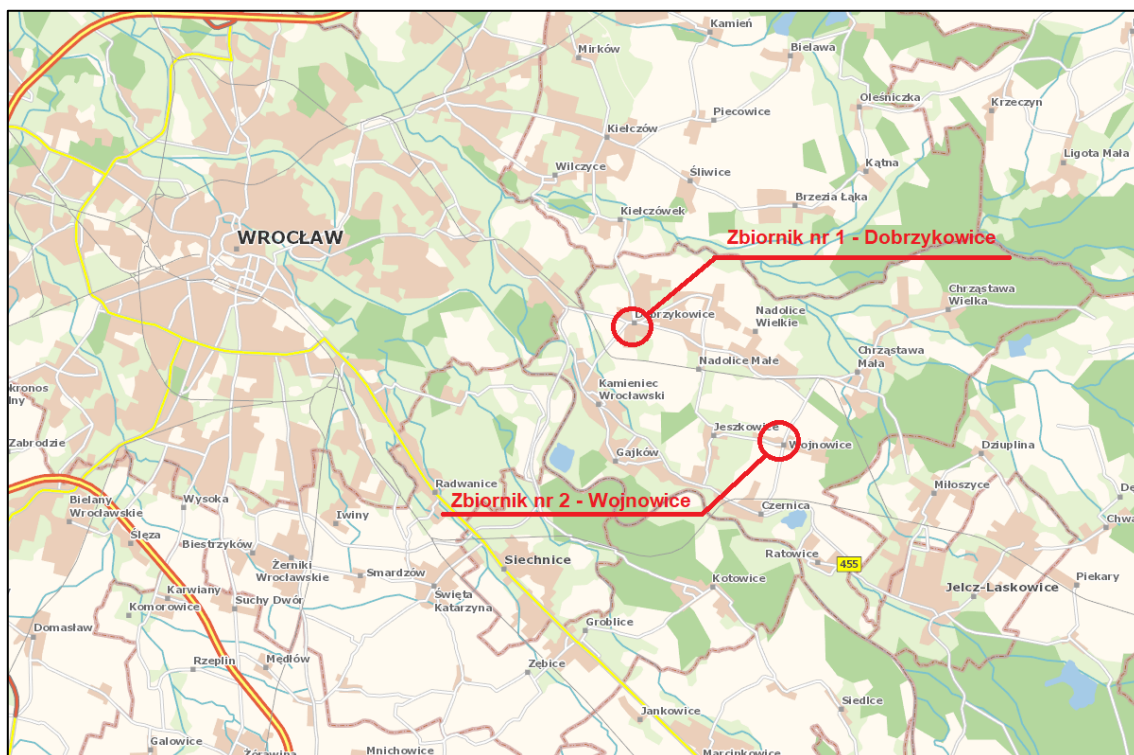 Kamień
Mirków
Bielawa
Oleśniczka
Krzeczyn
Piecowice
Kiełczów
Ligota Mała
Wilczyce
Śliwice
Kątna
Brzezia Łąka
Kiełczówek
WROCŁAW
Zbiornik nr 1 - Dobrzykowice
Chrząstawa
Wielka
Dobrzykowice
Nadolice
Wielkie
Nadolice Małe
Chrząstawa
Mała
Kamieniec
Wrocławski
Zabrodzie
Jeszkowice
Wojnowice
Gajków
Dziuplina
Radwanice
Miłoszyce
Wysoka
Bielany
Wrocławskie
Zbiornik nr 2 - Wojnowice
Czernica
Iwiny
Ślęza
Biestrzyków
Siechnice
Ratowice
455
Żerniki
Wrocławskie
Smardzów
Kotowice
Jelcz-Laskowice
Piekary
Karwiany
Święta
Katarzyna
Komorowice
Suchy Dwór
Domasław
Groblice
Rzeplin
Mędłów
Zębice
Siedlce
Jankowice
Galowice
Żórawina
Mnichowice
Marcinkowice